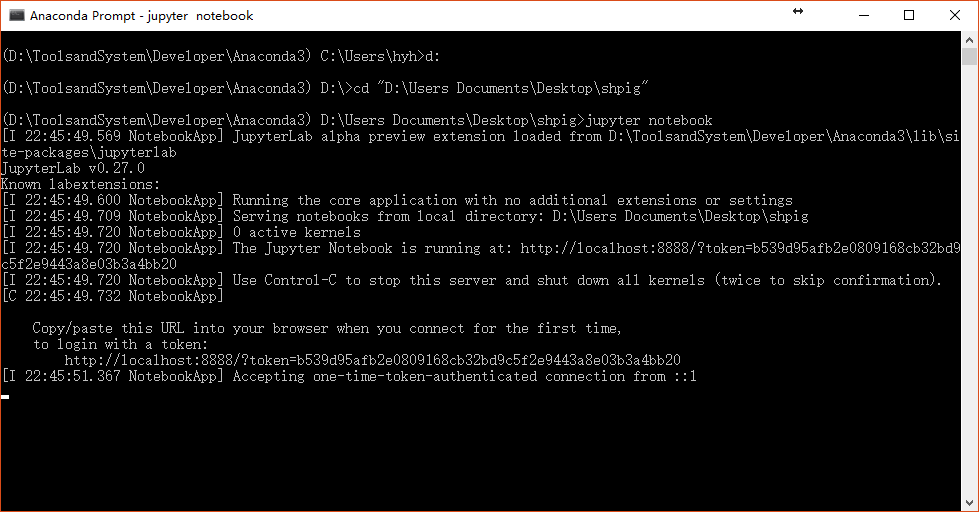 Anaconda Prompt - jupyter  notebook
(D:\ToolsandSystem\Developer\Anaconda3) C:\Users\hyh>d:
(D:\ToolsandSystem\Developer\Anaconda3) D:\>cd "D:\Users Documents\Desktop\shpig"
(D:\ToolsandSystem\Developer\Anaconda3) D:\Users Documents\Desktop\shpig>jupyter notebook
[I 22:45:49.569 NotebookApp] JupyterLab alpha preview extension loaded from D:\ToolsandSystem\Developer\Anaconda3\lib\si
te-packages\jupyterlab
JupyterLab v0.27.0
Known labextensions:
[I 22:45:49.600 NotebookApp] Running the core application with no additional extensions or settings
[I 22:45:49.709 NotebookApp] Serving notebooks from local directory: D:\Users Documents\Desktop\shpig
[I 22:45:49.720 NotebookApp] 0 active kernels
[I 22:45:49.720 NotebookApp] The Jupyter Notebook is running at: http://localhost:8888/?token=b539d95afb2e0809168cb32bd9
c5f2e9443a8e03b3a4bb20
[I 22:45:49.720 NotebookApp] Use Control-C to stop this server and shut down all kernels (twice to skip confirmation).
[C 22:45:49.732 NotebookApp]
    Copy/paste this URL into your browser when you connect for the first time,
    to login with a token:
        http://localhost:8888/?token=b539d95afb2e0809168cb32bd9c5f2e9443a8e03b3a4bb20
[I 22:45:51.367 NotebookApp] Accepting one-time-token-authenticated connection from ::1